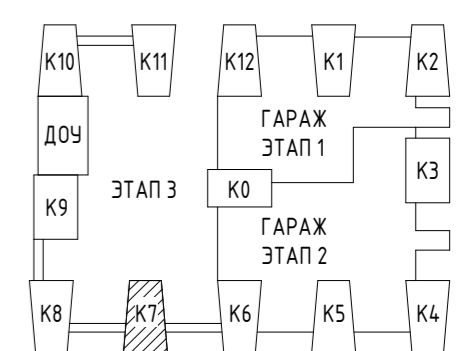 К10 К11 К12 К1 К2
ГАРАЖ
ЭТАП 1
ДОУ
К3
ЭТАП 3
К0
К9
ГАРАЖ
ЭТАП 2
К8 К7 К6 К5 К4